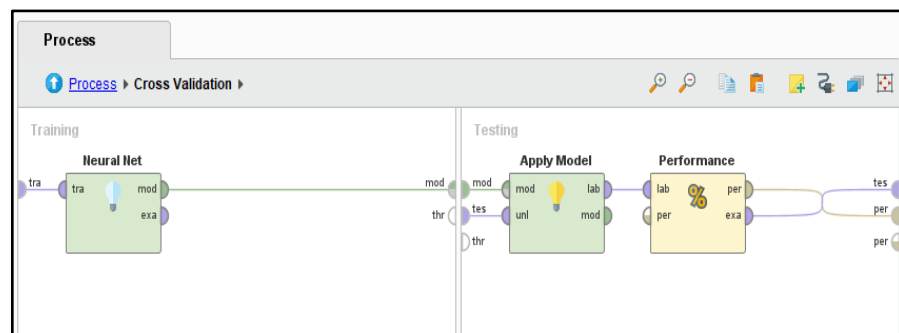 Process
Process ▸ Cross Validation ▸
Training
Testing
Neural Net
Apply Model
Performance
tra
tra
mod
mod
mod
mod
lab
lab
per
tes
exa
thr
tes
unl
mod
per
exa
per
thr
per